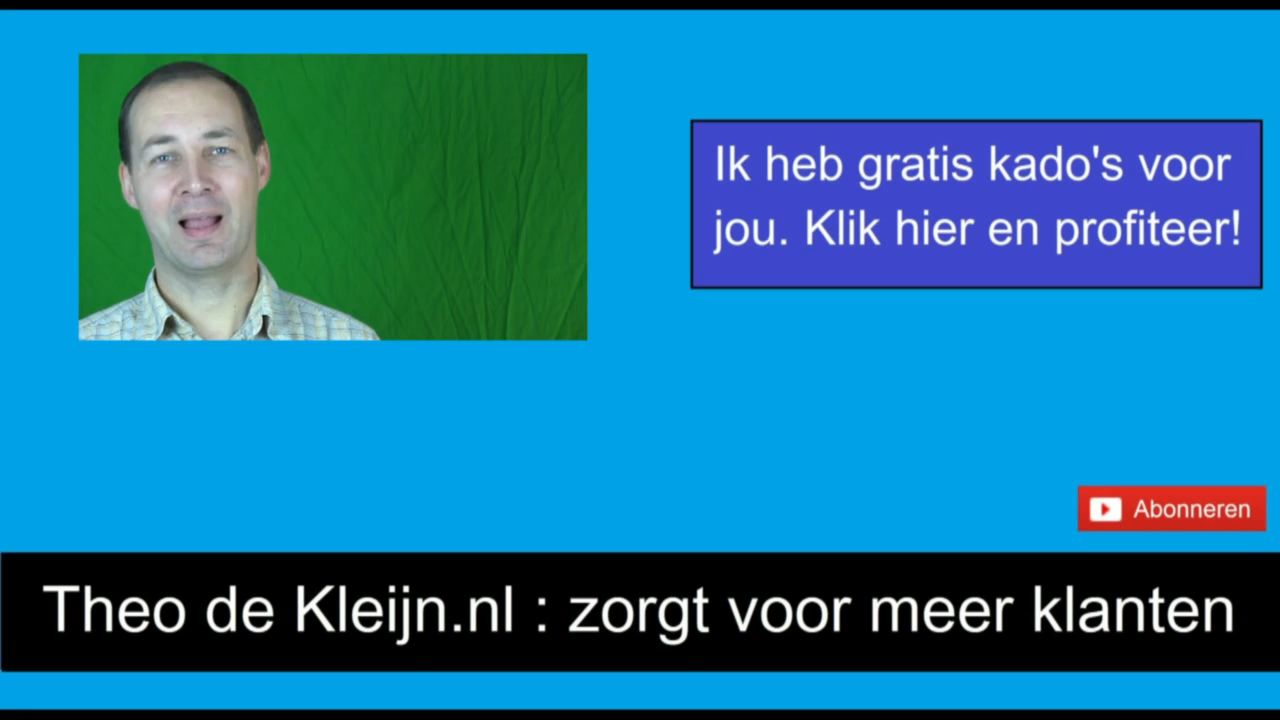 Ik heb gratis kado's voor
jou. Klik hier en profiteer!
Abonneren
Theo de Kleijn.nl : zorgt voor meer klanten